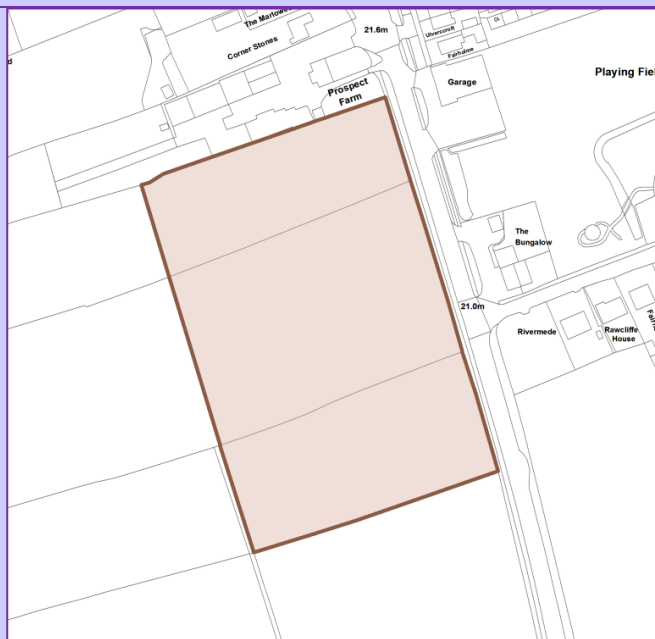 The Marlowe
21.6m
Ulverscroft
Corner Stones
Fairholme
d
Garage
Playing Fiel
Prospect
Farm
The
Bungalow
21.0m
Rivermede
Rawcliffe
House